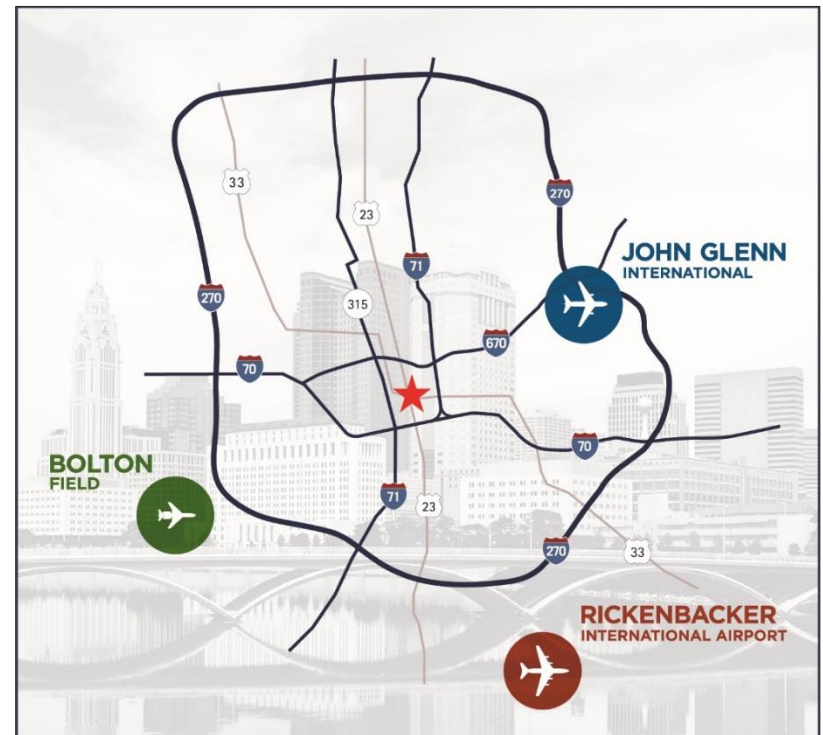 33
23
270
71
JOHN GLENN
INTERNATIONAL
270
315
670
70
BOLTON
FIELD
70
71
23
270
33
RICKENBACKER
INTERNATIONAL AIRPORT